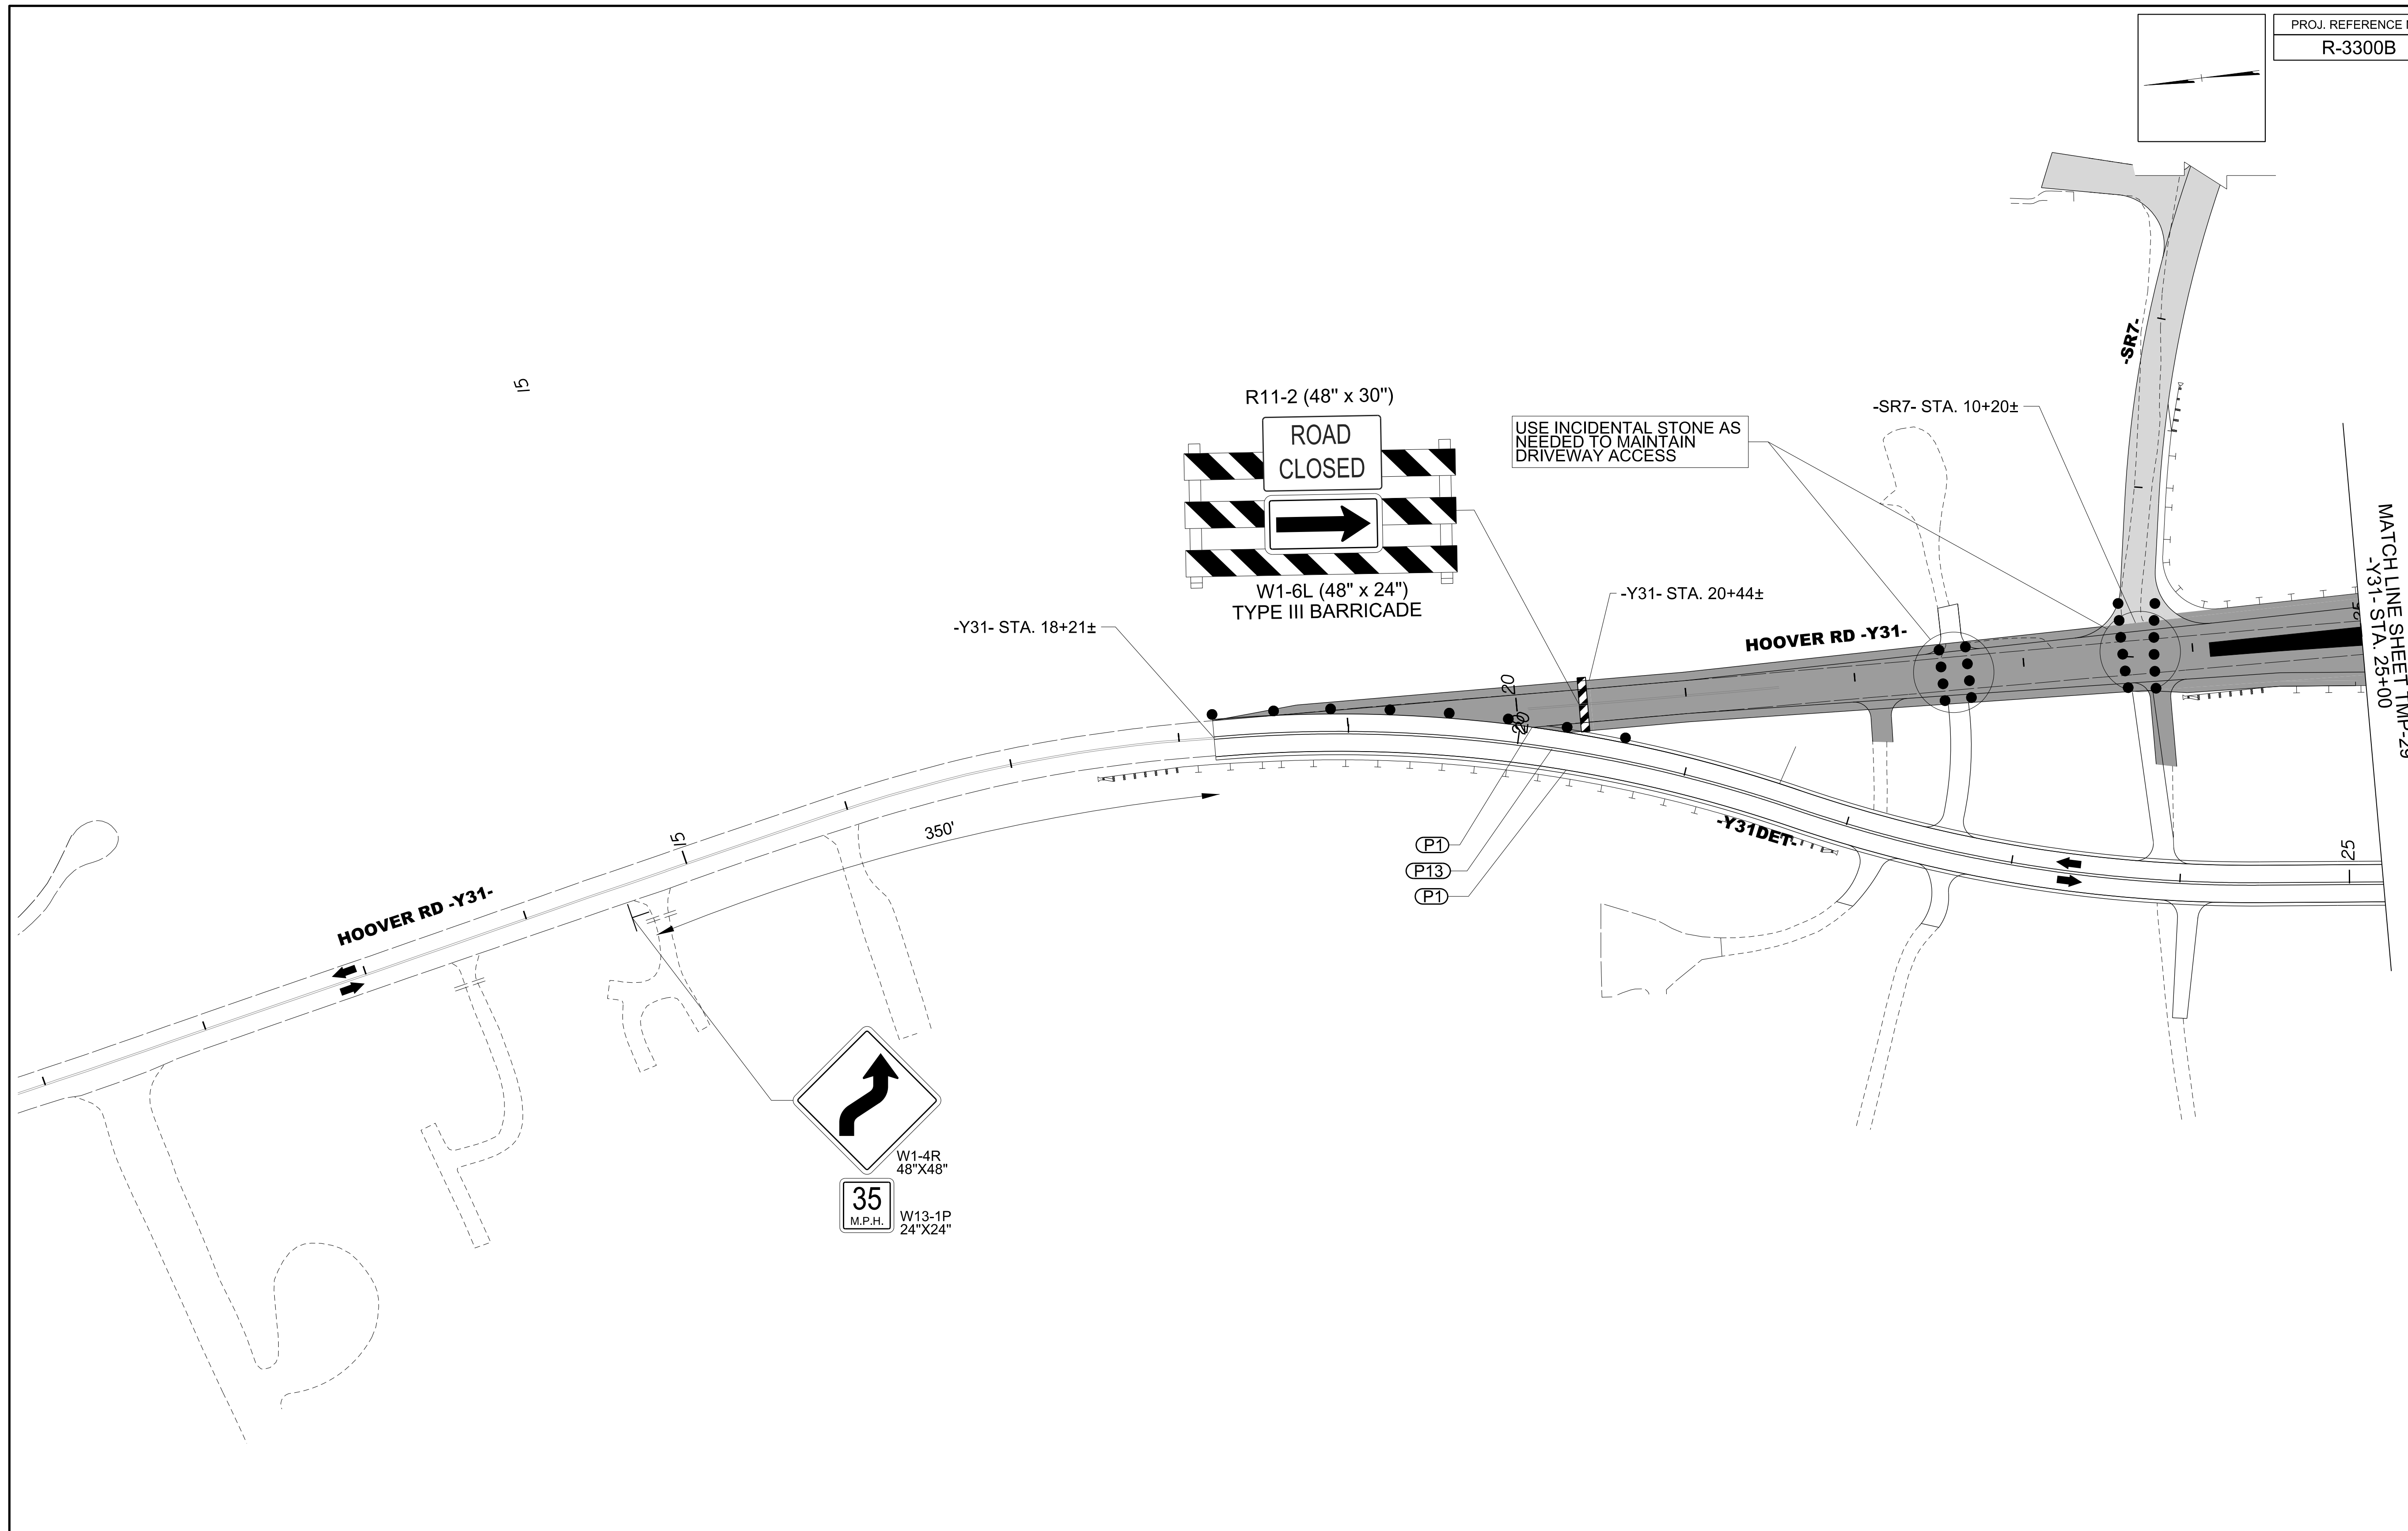 PROJ. REFERENCE
R-3300B
15
R11-2 (48" x 30")
ROAD
CLOSED
W1-6L (48" x 24")
TYPE III BARRICADE
USE INCIDENTAL STONE AS
NEEDED TO MAINTAIN
DRIVEWAY ACCESS
-SR7- STA. 10+20±
-SR7-
-Y31- STA. 18+21±
-Y31- STA. 20+44±
HOOVER RD -Y31-
MATCH LINE SHEET TMP-29
-Y31- STA. 25+00
25
20
20
15
350'
P1
P13
P1
-Y31DET-
25
HOOVER RD -Y31-
W1-4R
48"X48"
35
M.P.H.
W13-1P
24"X24"